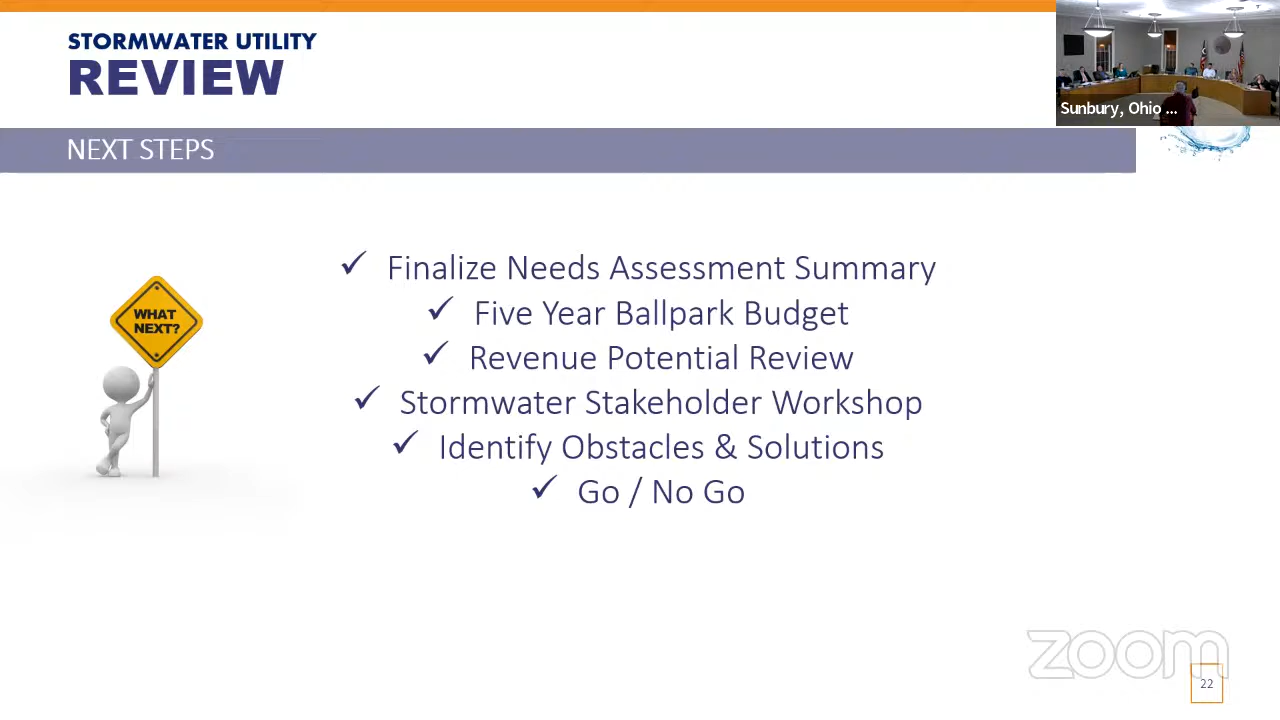 STORMWATER UTILITY
REVIEW
Sunbury, Ohio ...
NEXT STEPS
WHAT
NEXT?
✓ Finalize Needs Assessment Summary
✓ Five Year Ballpark Budget
✓ Revenue Potential Review
✓ Stormwater Stakeholder Workshop
✓ Identify Obstacles & Solutions
✓ Go / No Go
zoom
22